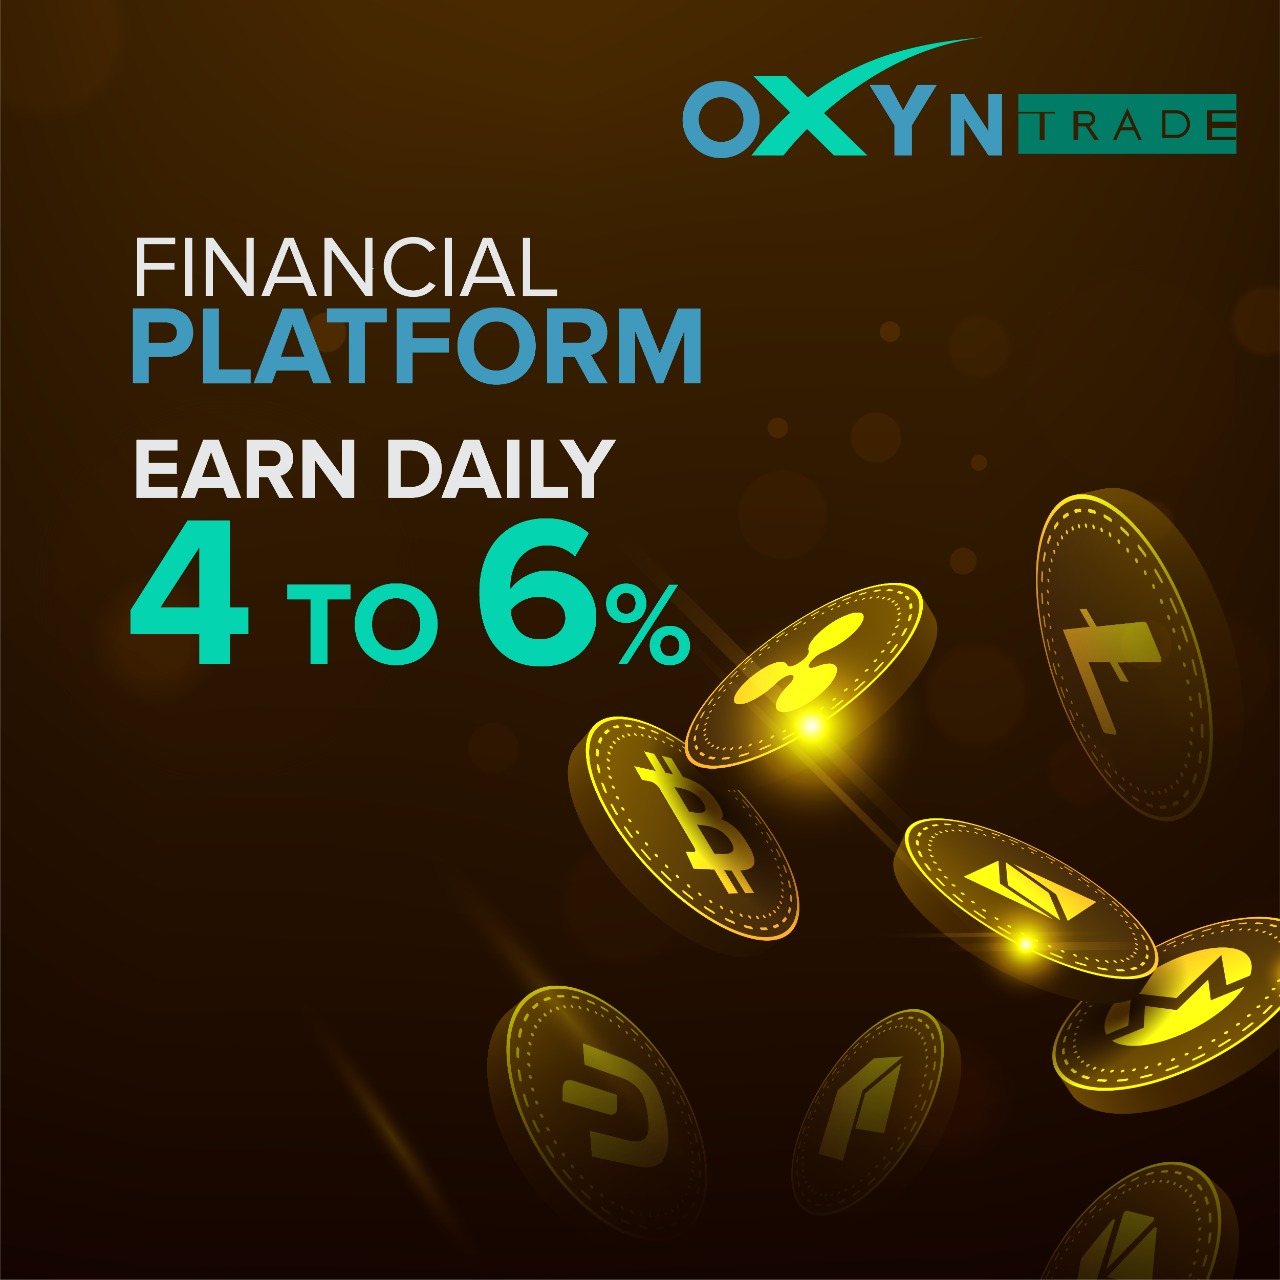 OXYN TRADE
FINANCIAL
PLATFORM
EARN DAILY
4 TO 6%